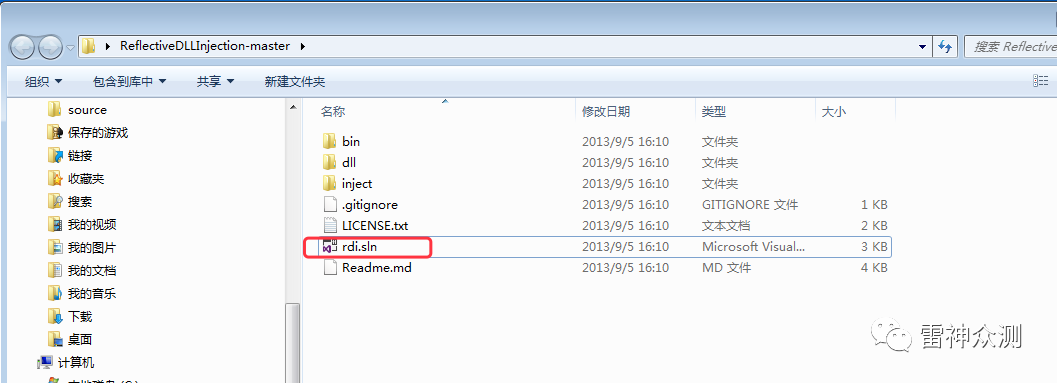 ReflectiveDLLInjection-master
搜索 Reflective
组织 包含到库中 共享 新建文件夹
名称 修改日期 类型 大小
source
保存的游戏
链接
收藏夹
搜索
我的视频
我的图片
我的文档
我的音乐
下载
桌面
计算机
bin 2013/9/5 16:10 文件夹
dll 2013/9/5 16:10 文件夹
inject 2013/9/5 16:10 文件夹
.gitignore 2013/9/5 16:10 GITIGNORE 文件 1 KB
LICENSE.txt 2013/9/5 16:10 文本文档 2 KB
rdi.sln 2013/9/5 16:10 Microsoft Visual... 3 KB
Readme.md 2013/9/5 16:10 MD 文件 4 KB
雷神众测